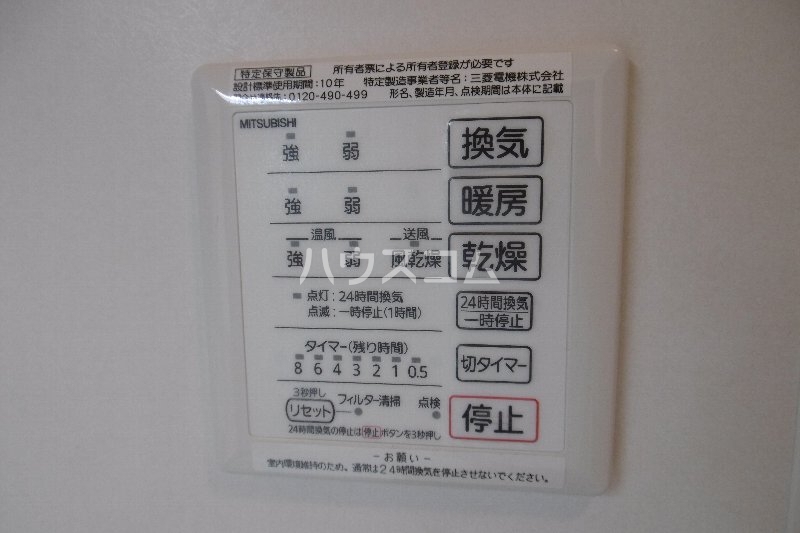 特定保守製品 所有者票による所有者登録が必要です
設計標準使用期間：10年 特定製造事業者等名：三菱電機株式会社
0120-490-499 形名、製造年月、点検期間は本体に記載
MITSUBISHI
強 弱 換気
強 弱 暖房
温風 送風
強 弱 風乾燥 乾燥
ハウスコム
点灯：24時間換気
点滅：一時停止(1時間)
24時間換気
一時停止
タイマー(残り時間)
8 6 4 3 2 1 0.5
切タイマー
3秒押し
リセット フィルター清掃 点検
停止
24時間換気の停止は停止ボタンを3秒押し
－お願い－
室内環境維持のため、通常は24時間換気を停止させないでください。